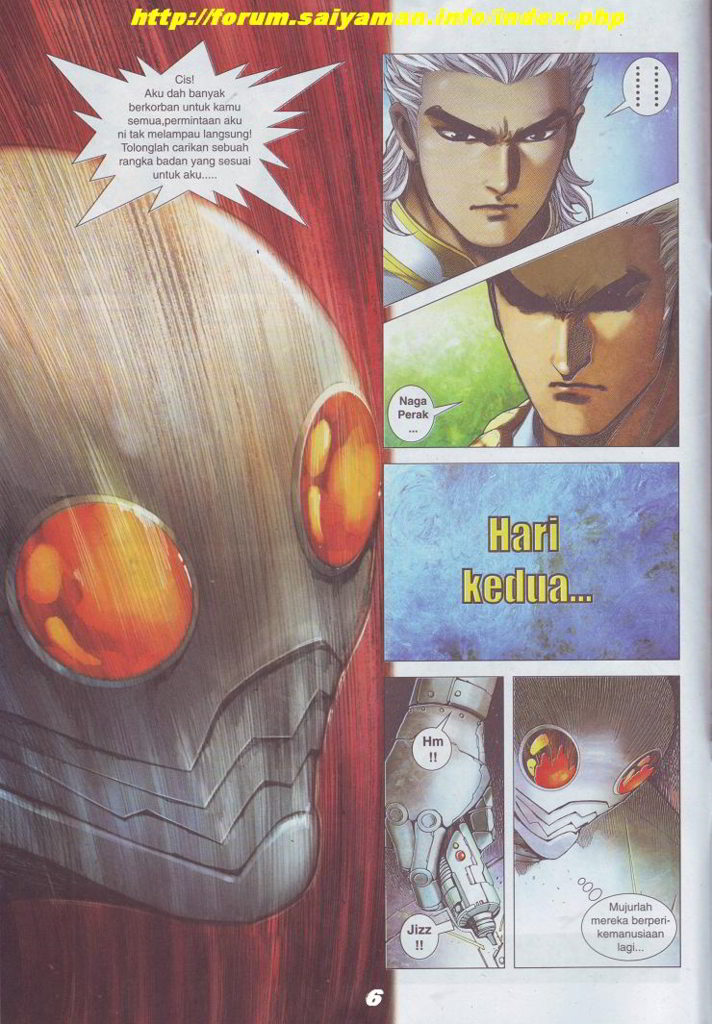 http://forum.saiyaman.info/index.php
Cis!
Aku dah banyak
berkorban untuk kamu
semua,permintaan aku
ni tak melampau langsung!
Tolonglah carikan sebuah
rangka badan yang sesuai
untuk aku.....
Naga
Perak
...
Hari
kedua...
Hm
!!
Jizz
!!
Mujurlah
mereka berperi-
kemanusiaan
lagi...
6